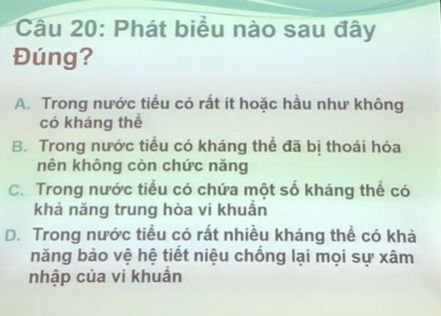 Câu 20: Phát biểu nào sau đây
Đúng?
A. Trong nước tiểu có rất ít hoặc hầu như không
có kháng thể
B. Trong nước tiểu có kháng thể đã bị thoái hóa
nên không còn chức năng
C. Trong nước tiểu có chứa một số kháng thể có
khả năng trung hòa vi khuẩn
D. Trong nước tiểu có rất nhiều kháng thể có khả
năng bảo vệ hệ tiết niệu chống lại mọi sự xâm
nhập của vi khuẩn